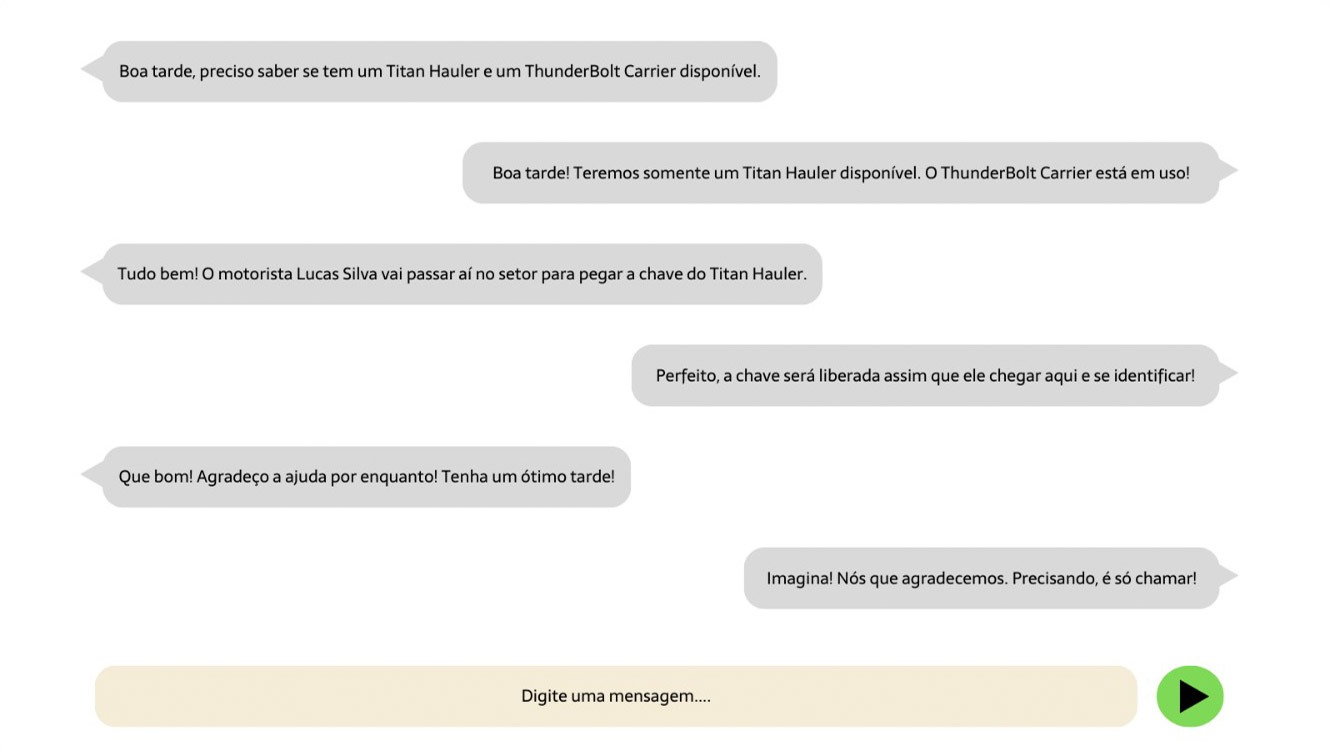 Boa tarde, preciso saber se tem um Titan Hauler e um ThunderBolt Carrier disponível.
Boa tarde! Teremos somente um Titan Hauler disponível. O ThunderBolt Carrier está em uso!
Tudo bem! O motorista Lucas Silva vai passar aí no setor para pegar a chave do Titan Hauler.
Perfeito, a chave será liberada assim que ele chegar aqui e se identificar!
Que bom! Agradeço a ajuda por enquanto! Tenha um ótimo tarde!
Imagina! Nós que agradecemos. Precisando, é só chamar!
Digite uma mensagem....